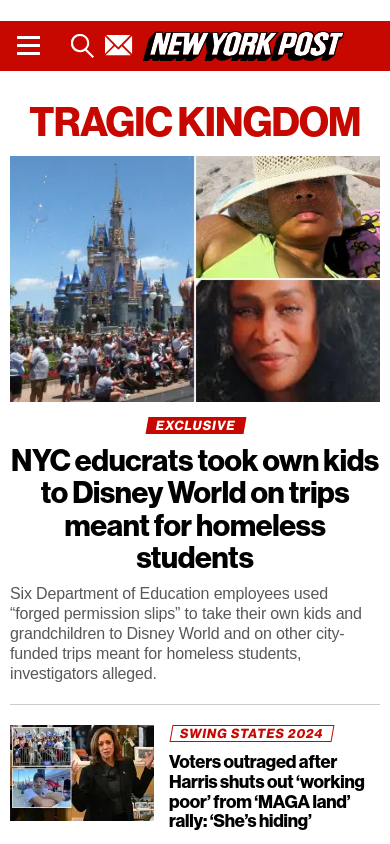 NEW YORK POST
TRAGIC KINGDOM
EXCLUSIVE
NYC educrats took own kids
to Disney World on trips
meant for homeless
students
Six Department of Education employees used
“forged permission slips” to take their own kids and
grandchildren to Disney World and on other city-
funded trips meant for homeless students,
investigators alleged.
SWING STATES 2024
Voters outraged after
Harris shuts out ‘working
poor’ from ‘MAGA land’
rally: ‘She’s hiding’